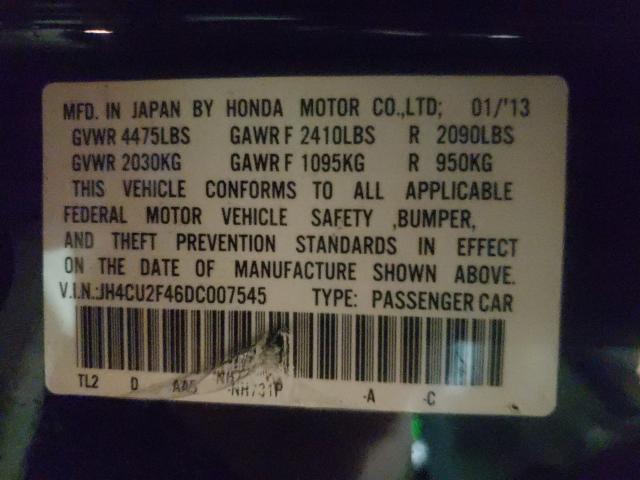 MFD. IN JAPAN BY HONDA MOTOR CO.,LTD; 01/'13
GVWR 4475LBS GAWR F 2410LBS R 2090LBS
GVWR 2030KG GAWR F 1095KG R 950KG
THIS VEHICLE CONFORMS TO ALL APPLICABLE
FEDERAL MOTOR VEHICLE SAFETY ,BUMPER,
AND THEFT PREVENTION STANDARDS IN EFFECT
ON THE DATE OF MANUFACTURE SHOWN ABOVE.
V.I.N.:JH4CU2F46DC007545 TYPE: PASSENGER CAR
TL2 D AA5 -NH731P -A -C